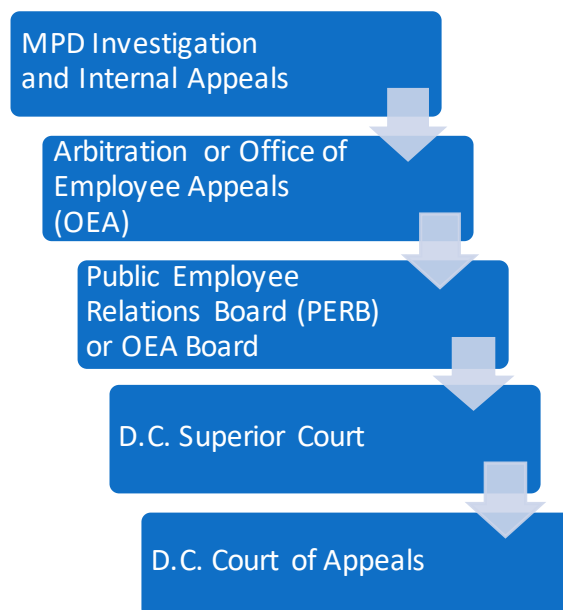 MPD Investigation
and Internal Appeals
Arbitration or Office of
Employee Appeals
(OEA)
Public Employee
Relations Board (PERB)
or OEA Board
D.C. Superior Court
D.C. Court of Appeals